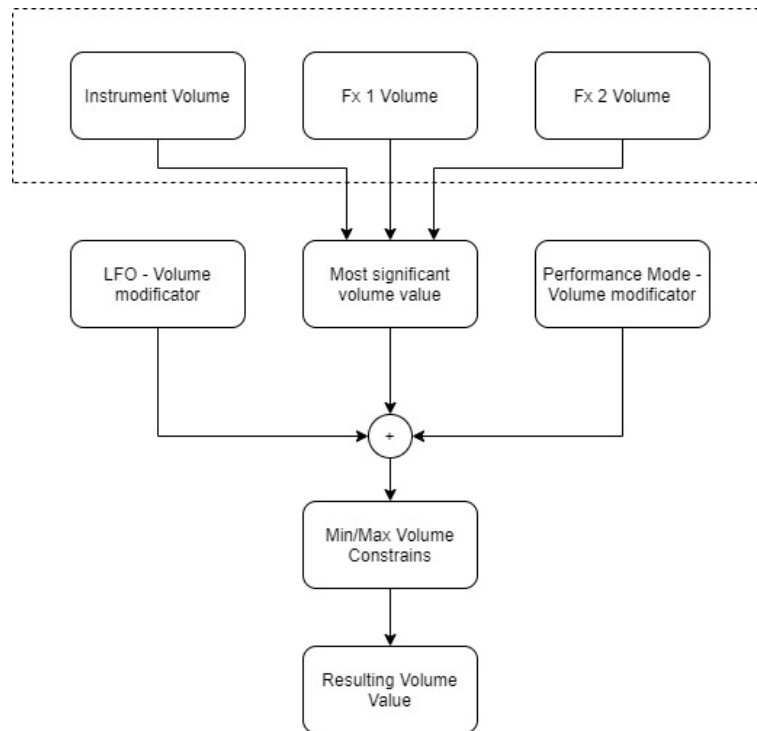 Instrument Volume
Fx 1 Volume
Fx 2 Volume
LFO - Volume
modificator
Most significant
volume value
Performance Mode -
Volume modificator
+
Min/Max Volume
Constrains
Resulting Volume
Value